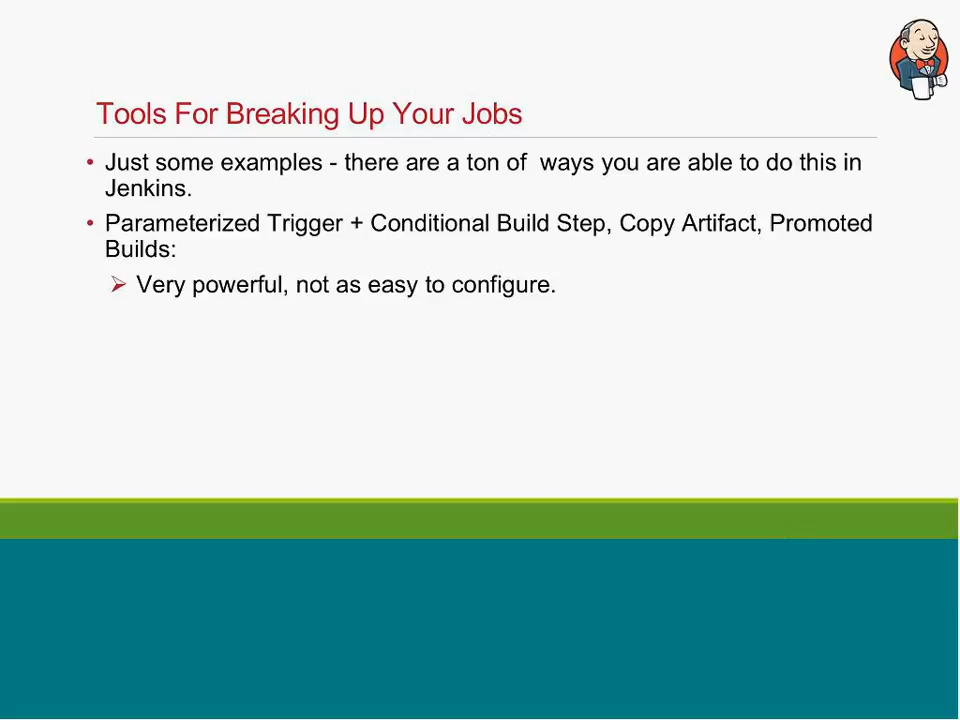 Tools For Breaking Up Your Jobs
• Just some examples - there are a ton of  ways you are able to do this in
Jenkins.
• Parameterized Trigger + Conditional Build Step, Copy Artifact, Promoted
Builds:
➢ Very powerful, not as easy to configure.